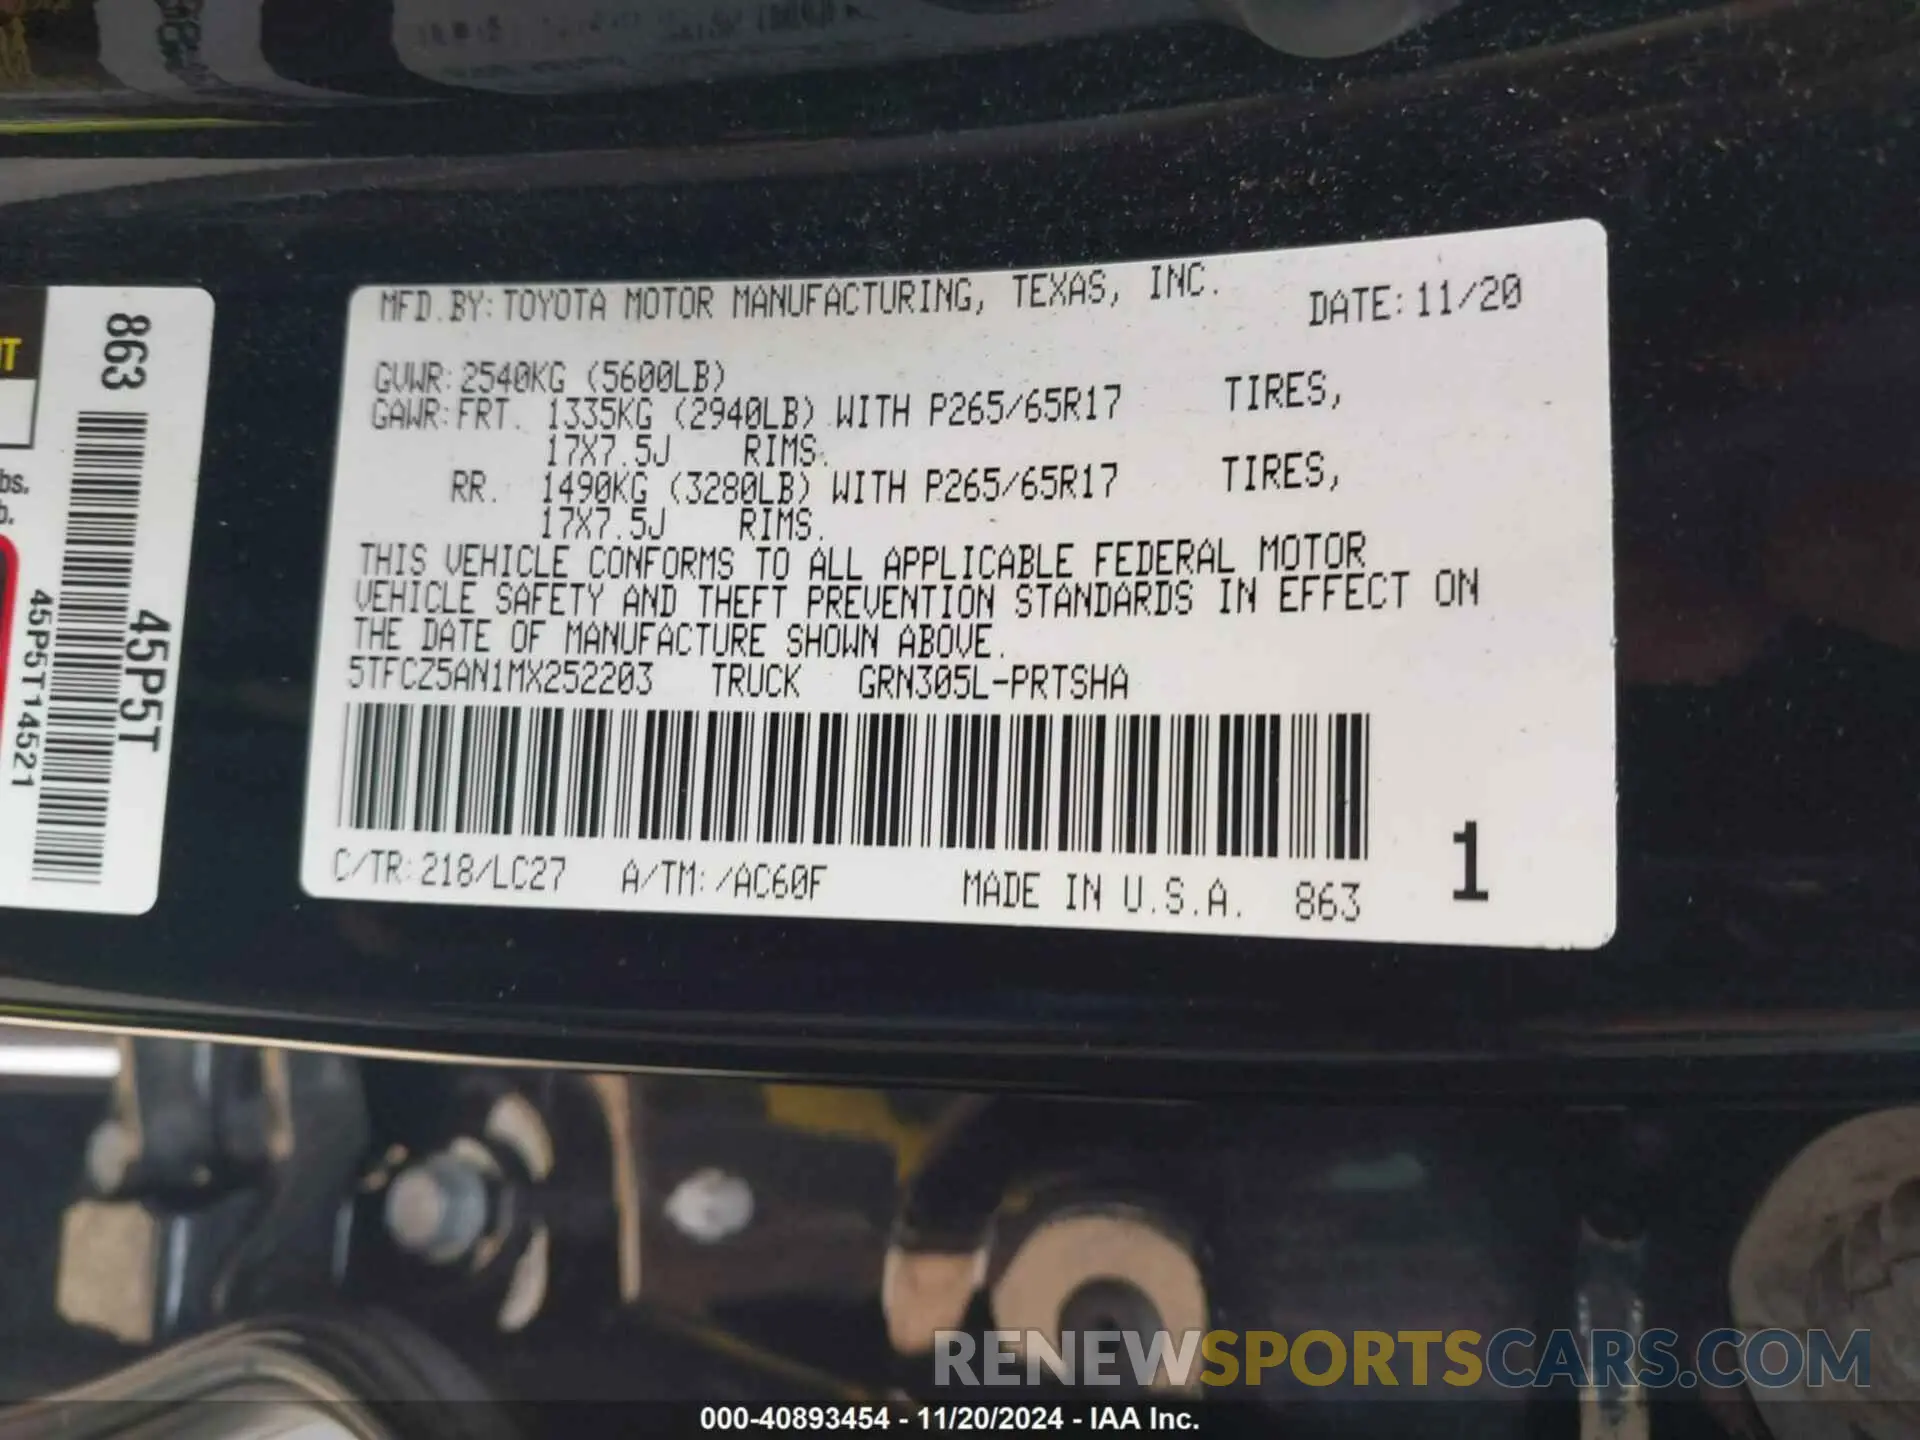 MFD.BY:TOYOTA MOTOR MANUFACTURING, TEXAS, INC. DATE:11/20
GVWR:2540KG (5600LB)
GAWR:FRT. 1335KG (2940LB) WITH P265/65R17 TIRES,
17X7.5J RIMS.
RR. 1490KG (3280LB) WITH P265/65R17 TIRES,
17X7.5J RIMS.
THIS VEHICLE CONFORMS TO ALL APPLICABLE FEDERAL MOTOR
VEHICLE SAFETY AND THEFT PREVENTION STANDARDS IN EFFECT ON
THE DATE OF MANUFACTURE SHOWN ABOVE.
5TFCZ5AN1MX252203 TRUCK GRN305L-PRTSHA
C/TR:218/LC27 A/TM:/AC60F MADE IN U.S.A. 863
1
863
45P5T
45P5T14521
bs.
b.
RENEWSPORTSCARS.COM
000-40893454 - 11/20/2024 - IAA Inc.